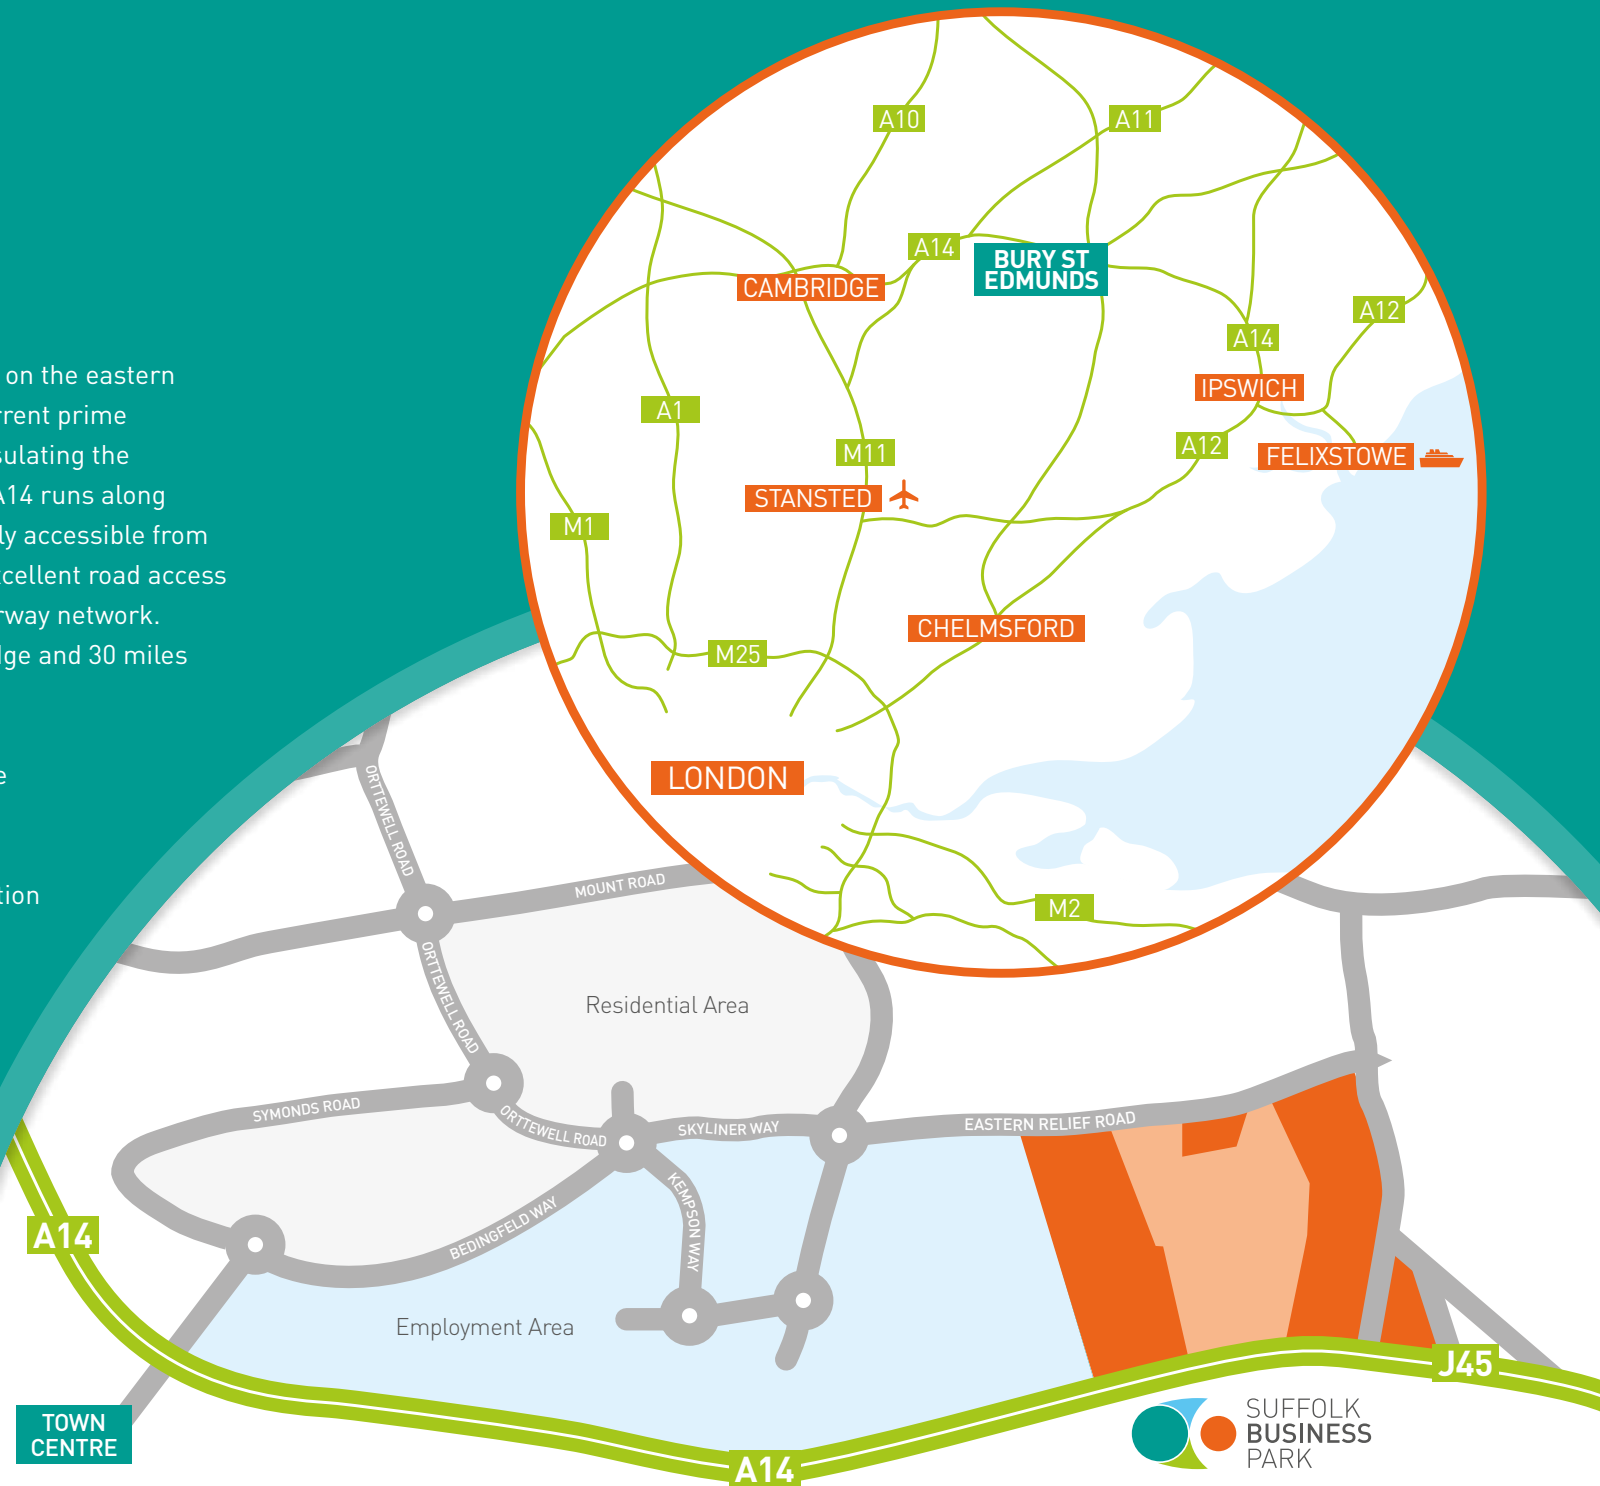 on the eastern
rrent prime
sulating the
A14 runs along
ly accessible from
xcellent road access
rway network.
dge and 30 miles
e
tion
A10
A11
A14
BURY ST
EDMUNDS
CAMBRIDGE
A12
A14
IPSWICH
A1
A12
M11
FELIXSTOWE
STANSTED
M1
CHELMSFORD
M25
LONDON
M2
ORTTEWELL ROAD
MOUNT ROAD
ORTTEWELL ROAD
Residential Area
SYMONDS ROAD
ORTTEWELL ROAD
SKYLINER WAY
EASTERN RELIEF ROAD
KEMPSON WAY
BEDINGFELD WAY
A14
Employment Area
J45
TOWN
CENTRE
A14
SUFFOLK
BUSINESS
PARK